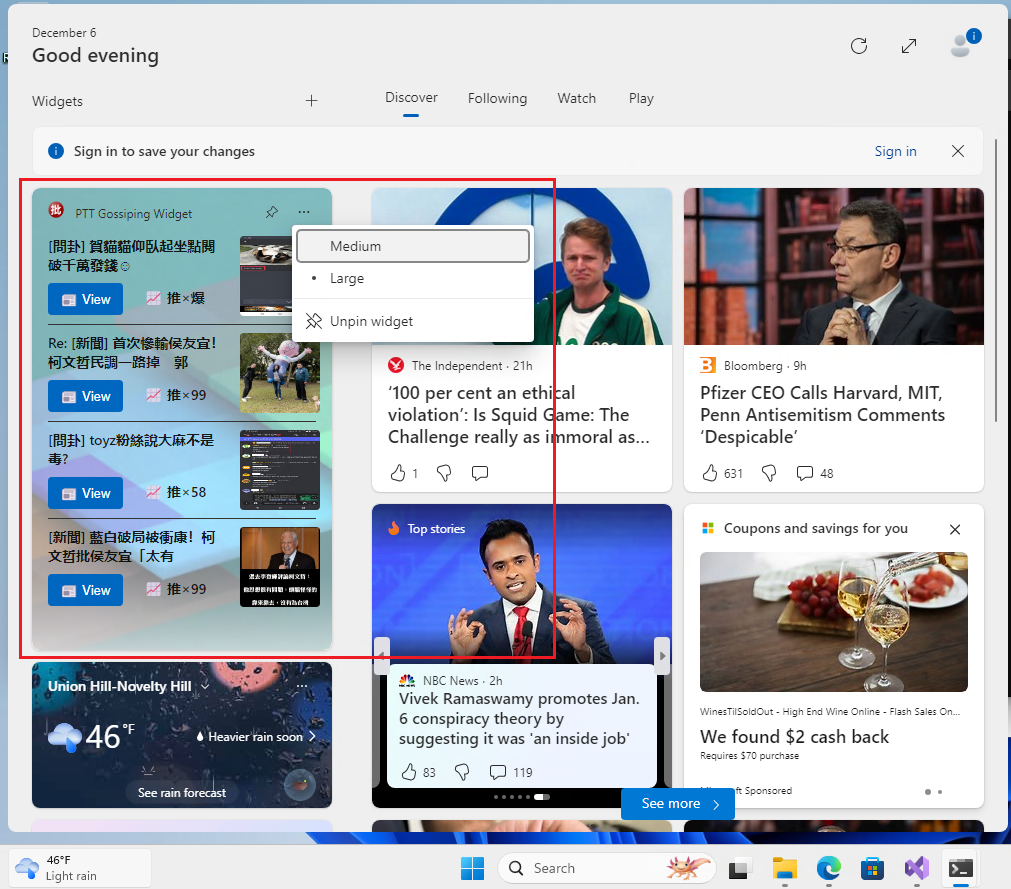 December 6
Good evening
Widgets
Discover
Following
Watch
Play
Sign in to save your changes
Sign in
批
PTT Gossiping Widget
[問卦] 賀貓貓仰臥起坐點閱
破千萬發錢☺
View
推×爆
Re: [新聞] 首次慘輸侯友宜！
柯文哲民調一路掉　郭
View
推×99
[問卦] toyz粉絲說大麻不是
毒?
View
推×58
[新聞] 藍白破局被衝康！柯
文哲批侯友宜「太有
View
推×99
Medium
• Large
Unpin widget
The Independent · 21h
‘100 per cent an ethical
violation’: Is Squid Game: The
Challenge really as immoral as...
1
Bloomberg · 9h
Pfizer CEO Calls Harvard, MIT,
Penn Antisemitism Comments
‘Despicable’
631
48
Top stories
NBC News · 2h
Vivek Ramaswamy promotes Jan.
6 conspiracy theory by
suggesting it was 'an inside job'
83
119
Coupons and savings for you
WinesTilSoldOut - High End Wine Online - Flash Sales On...
We found $2 cash back
Requires $70 purchase
Sponsored
Union Hill-Novelty Hill
46°F
Heavier rain soon
See rain forecast
See more
46°F
Light rain
Search